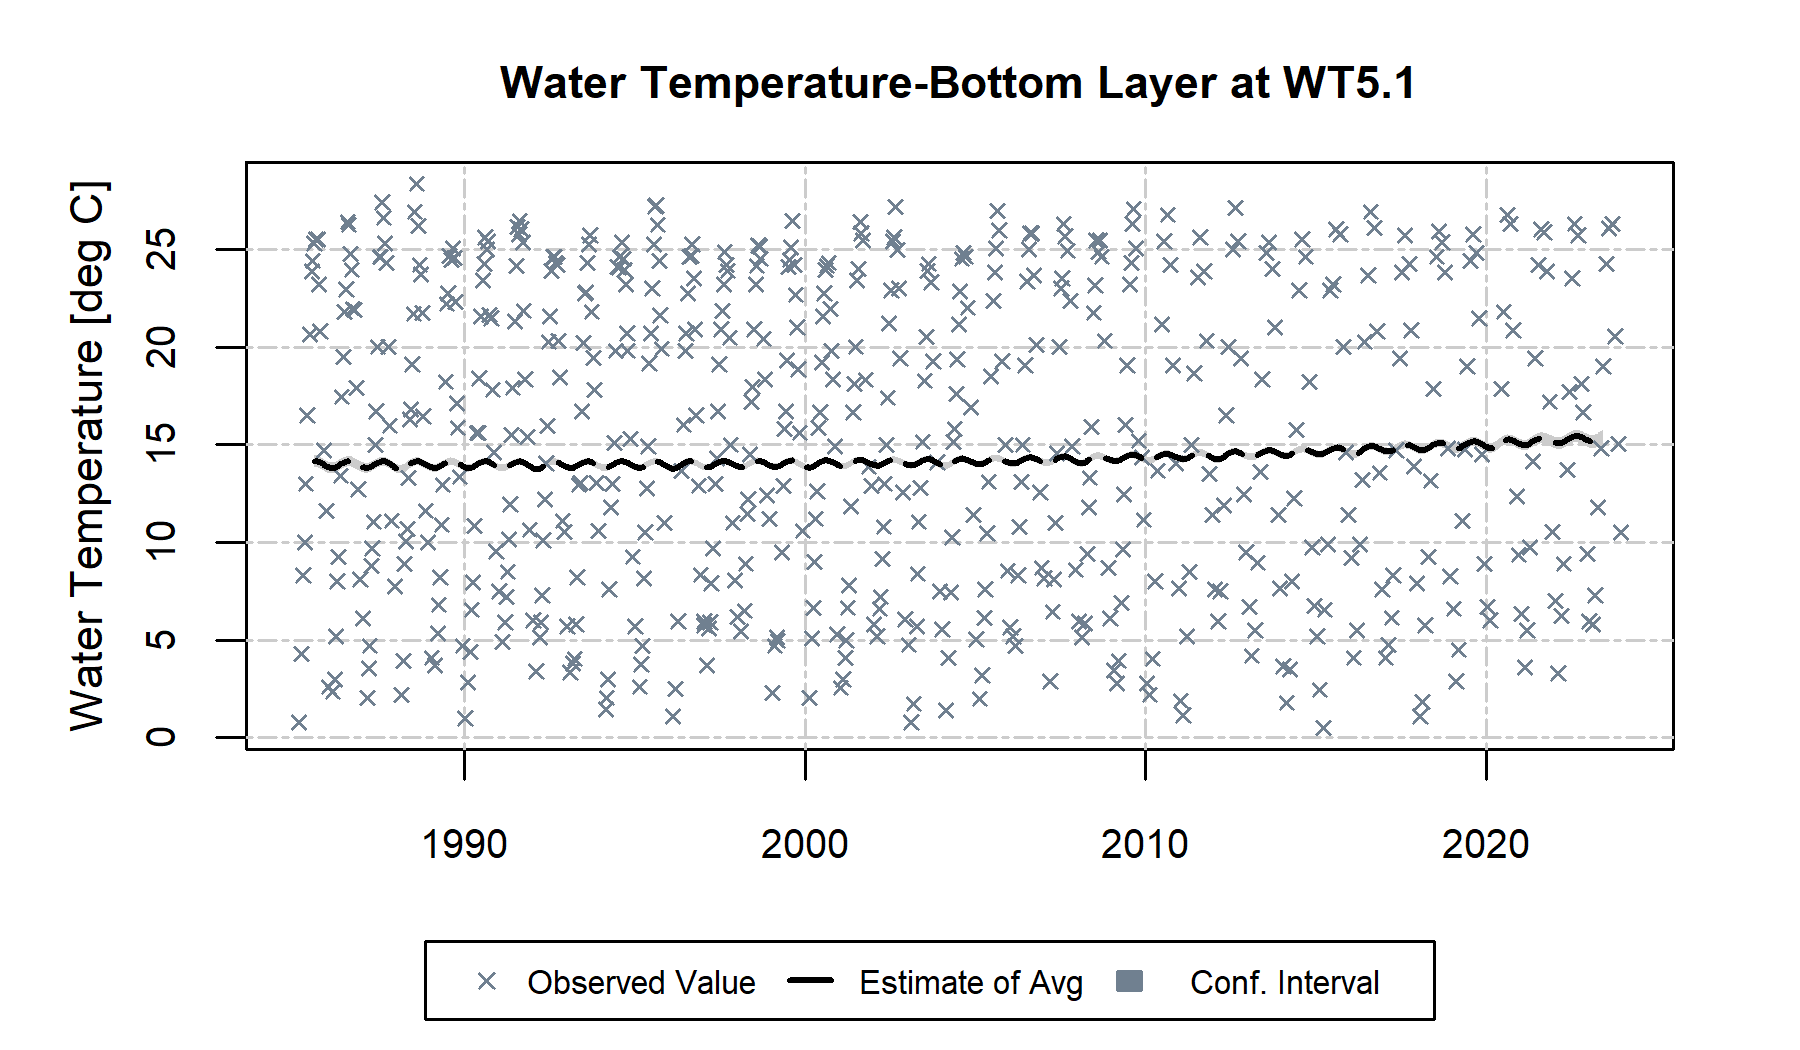 Water Temperature-Bottom Layer at WT5.1
Water Temperature [deg C]
25
20
15
10
5
0
1990 2000 2010 2020
Observed Value Estimate of Avg Conf. Interval